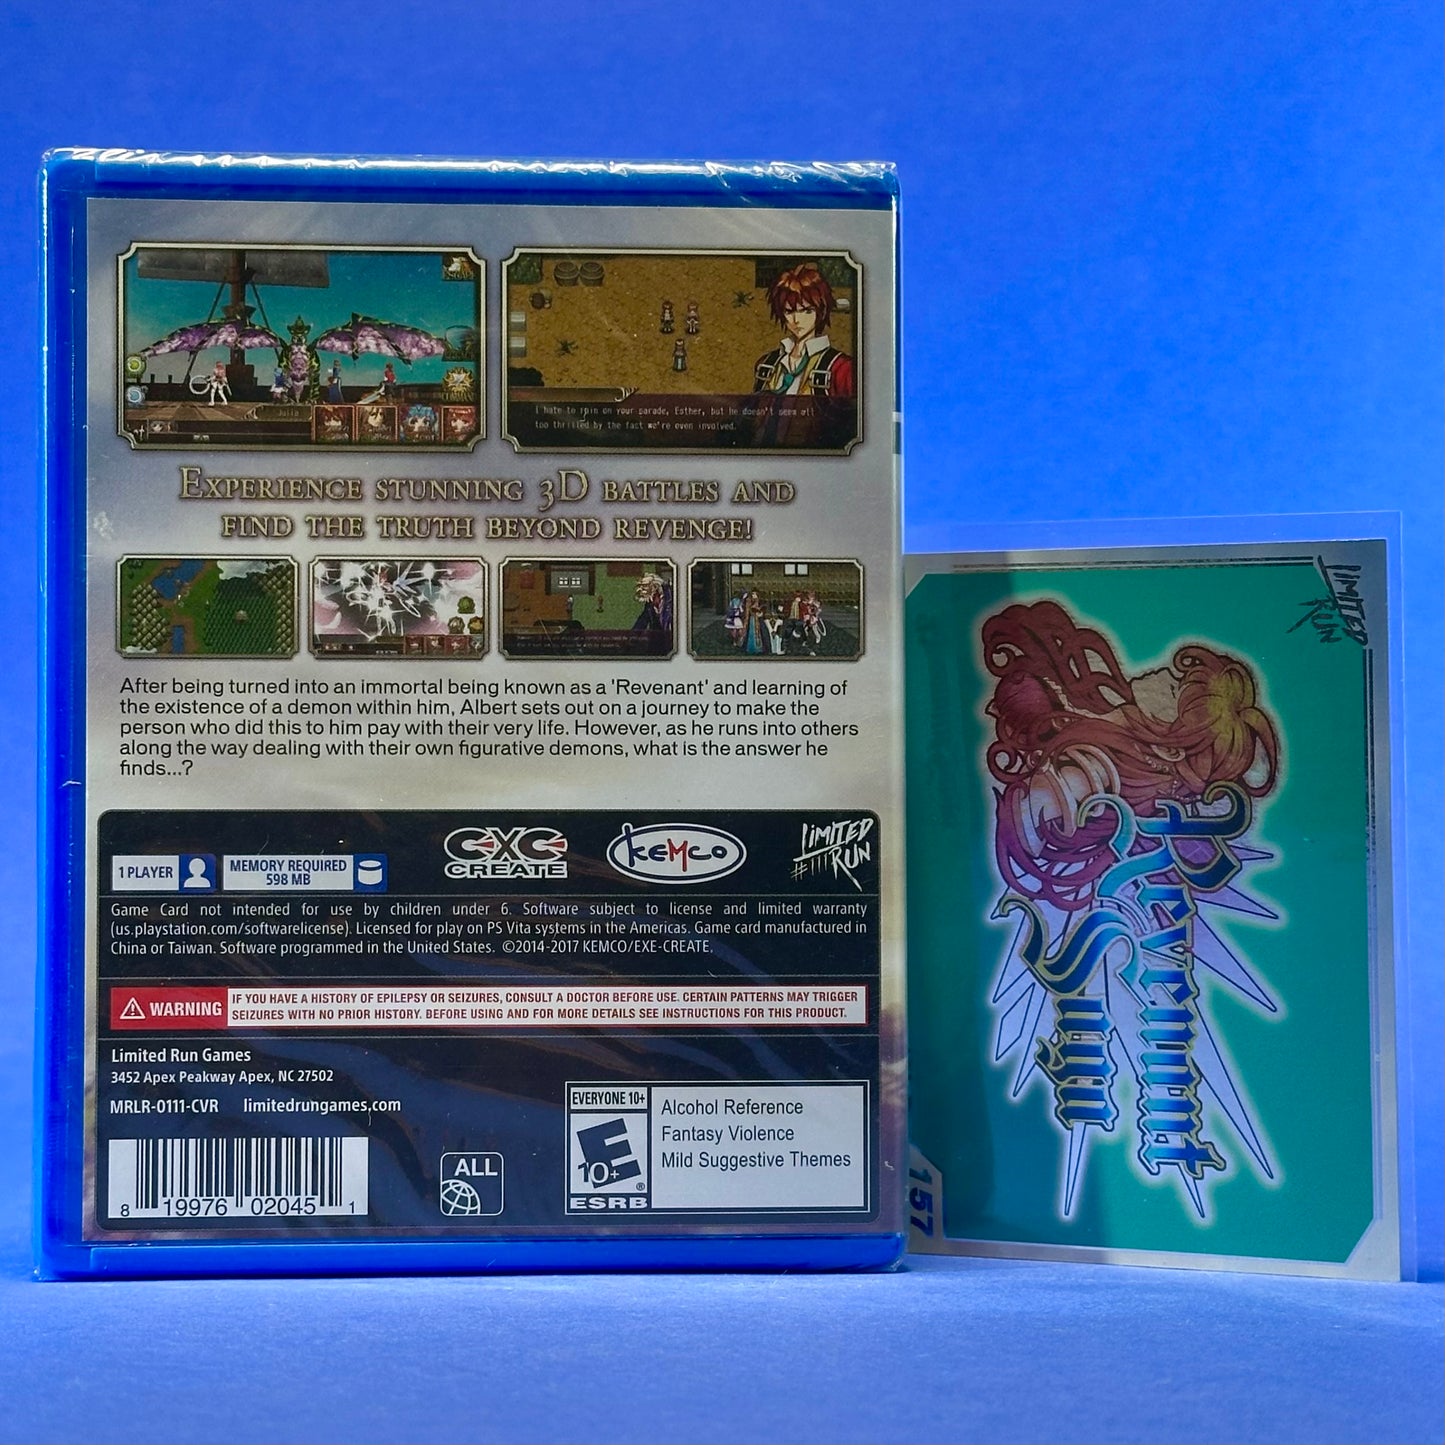 Julia
I hate to rain on your parade, Esther, but he doesn't seem all
too thrilled by the fact we're even involved.
EXPERIENCE STUNNING 3D BATTLES AND
FIND THE TRUTH BEYOND REVENGE!
After being turned into an immortal being known as a 'Revenant' and learning of
the existence of a demon within him, Albert sets out on a journey to make the
person who did this to him pay with their very life. However, as he runs into others
along the way dealing with their own figurative demons, what is the answer he
finds...?
1 PLAYER
MEMORY REQUIRED
598 MB
EXE
CREATE
KEMCO
LIMITED
RUN
Game Card not intended for use by children under 6. Software subject to license and limited warranty
(us.playstation.com/softwarelicense). Licensed for play on PS Vita systems in the Americas. Game card manufactured in
China or Taiwan. Software programmed in the United States. ©2014-2017 KEMCO/EXE-CREATE.
WARNING
IF YOU HAVE A HISTORY OF EPILEPSY OR SEIZURES, CONSULT A DOCTOR BEFORE USE. CERTAIN PATTERNS MAY TRIGGER
SEIZURES WITH NO PRIOR HISTORY. BEFORE USING AND FOR MORE DETAILS SEE INSTRUCTIONS FOR THIS PRODUCT.
Limited Run Games
3452 Apex Peakway Apex, NC 27502
MRLR-0111-CVR limitedrungames.com
8 19976 02045 1
ALL
EVERYONE 10+
E
10+
®
ESRB
Alcohol Reference
Fantasy Violence
Mild Suggestive Themes
LIMITED
RUN
Revenant
Saga
157